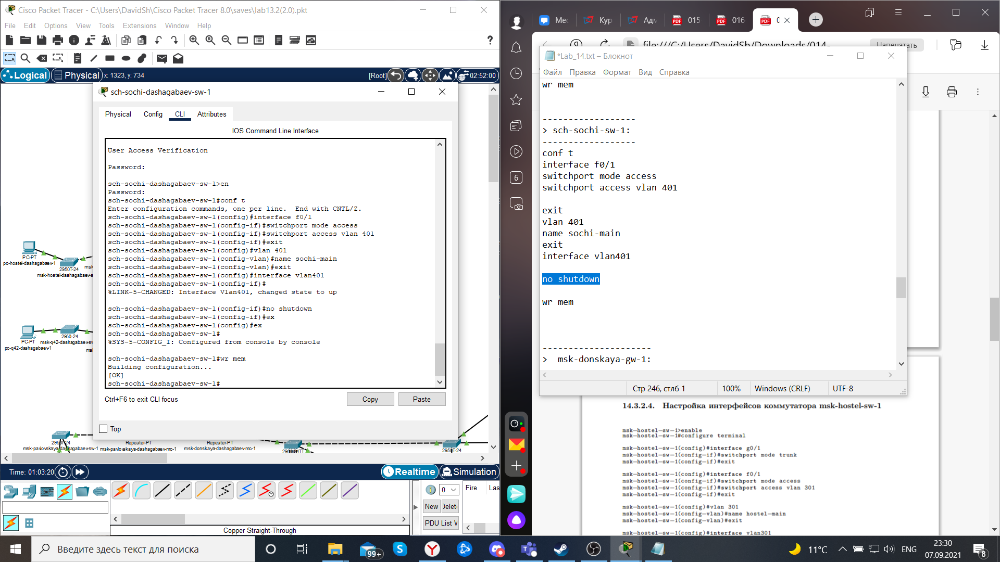 Cisco Packet Tracer - C:\Users\DavidSh\Cisco Packet Tracer 8.0\saves\lab13.2(2.0).pkt
File Edit Options View Tools Extensions Window Help
Logical Physical x: 1323, y: 734
[Root] 02:52:00
sch-sochi-dashagabaev-sw-1
Physical Config CLI Attributes
IOS Command Line Interface
User Access Verification
Password:
sch-sochi-dashagabaev-sw-1>en
Password:
sch-sochi-dashagabaev-sw-1#conf t
Enter configuration commands, one per line.  End with CNTL/Z.
sch-sochi-dashagabaev-sw-1(config)#interface f0/1
sch-sochi-dashagabaev-sw-1(config-if)#switchport mode access
sch-sochi-dashagabaev-sw-1(config-if)#switchport access vlan 401
sch-sochi-dashagabaev-sw-1(config-if)#exit
sch-sochi-dashagabaev-sw-1(config)#vlan 401
sch-sochi-dashagabaev-sw-1(config-vlan)#name sochi-main
sch-sochi-dashagabaev-sw-1(config-vlan)#exit
sch-sochi-dashagabaev-sw-1(config)#interface vlan401
sch-sochi-dashagabaev-sw-1(config-if)#
%LINK-5-CHANGED: Interface Vlan401, changed state to up
sch-sochi-dashagabaev-sw-1(config-if)#no shutdown
sch-sochi-dashagabaev-sw-1(config-if)#ex
sch-sochi-dashagabaev-sw-1(config)#ex
sch-sochi-dashagabaev-sw-1#
%SYS-5-CONFIG_I: Configured from console by console
sch-sochi-dashagabaev-sw-1#wr mem
Building configuration...
[OK]
sch-sochi-dashagabaev-sw-1#
Ctrl+F6 to exit CLI focus
Copy Paste
Top
PC-PT
pc-hostel-dashagabaev-1
2950T-24
msk-hostel-dashagabaev-s
PC-PT
pc-q42-dashagabaev-1
2950-24
msk-q42-dashagabaev-sw
2950T-24
msk-pavlovskaya-dashagabaev-sw-1
Repeater-PT
msk-pavlovskaya-dashagabaev-mc-1
Repeater-PT
msk-donskaya-dashagabaev-mc-1
2950T-24
Time: 01:03:20
Realtime Simulation
0
Fire Las
New Delet
PDU List W
Copper Straight-Through
Мес Кур Адм 015 016 0
file:///C:/Users/DavidSh/Downloads/014-
Напечатать
6
*Lab_14.txt – Блокнот
Файл Правка Формат Вид Справка
wr mem
------------------
> sch-sochi-sw-1:
------------------
conf t
interface f0/1
switchport mode access
switchport access vlan 401
exit
vlan 401
name sochi-main
exit
interface vlan401
no shutdown
wr mem
---------------------
>  msk-donskaya-gw-1:
Стр 246, стлб 1 100% Windows (CRLF) UTF-8
14.3.2.4. Настройка интерфейсов коммутатора msk-hostel-sw-1
msk-hostel-sw-1>enable
msk-hostel-sw-1#configure terminal
msk-hostel-sw-1(config)#interface g0/1
msk-hostel-sw-1(config-if)#switchport mode trunk
msk-hostel-sw-1(config-if)#exit
msk-hostel-sw-1(config)#interface f0/1
msk-hostel-sw-1(config-if)#switchport mode access
msk-hostel-sw-1(config-if)#switchport access vlan 301
msk-hostel-sw-1(config-if)#exit
msk-hostel-sw-1(config)#vlan 301
msk-hostel-sw-1(config-vlan)#name hostel-main
msk-hostel-sw-1(config-vlan)#exit
msk-hostel-sw-1(config)#interface vlan301
Введите здесь текст для поиска
99+
11°C
ENG
23:30
07.09.2021
8